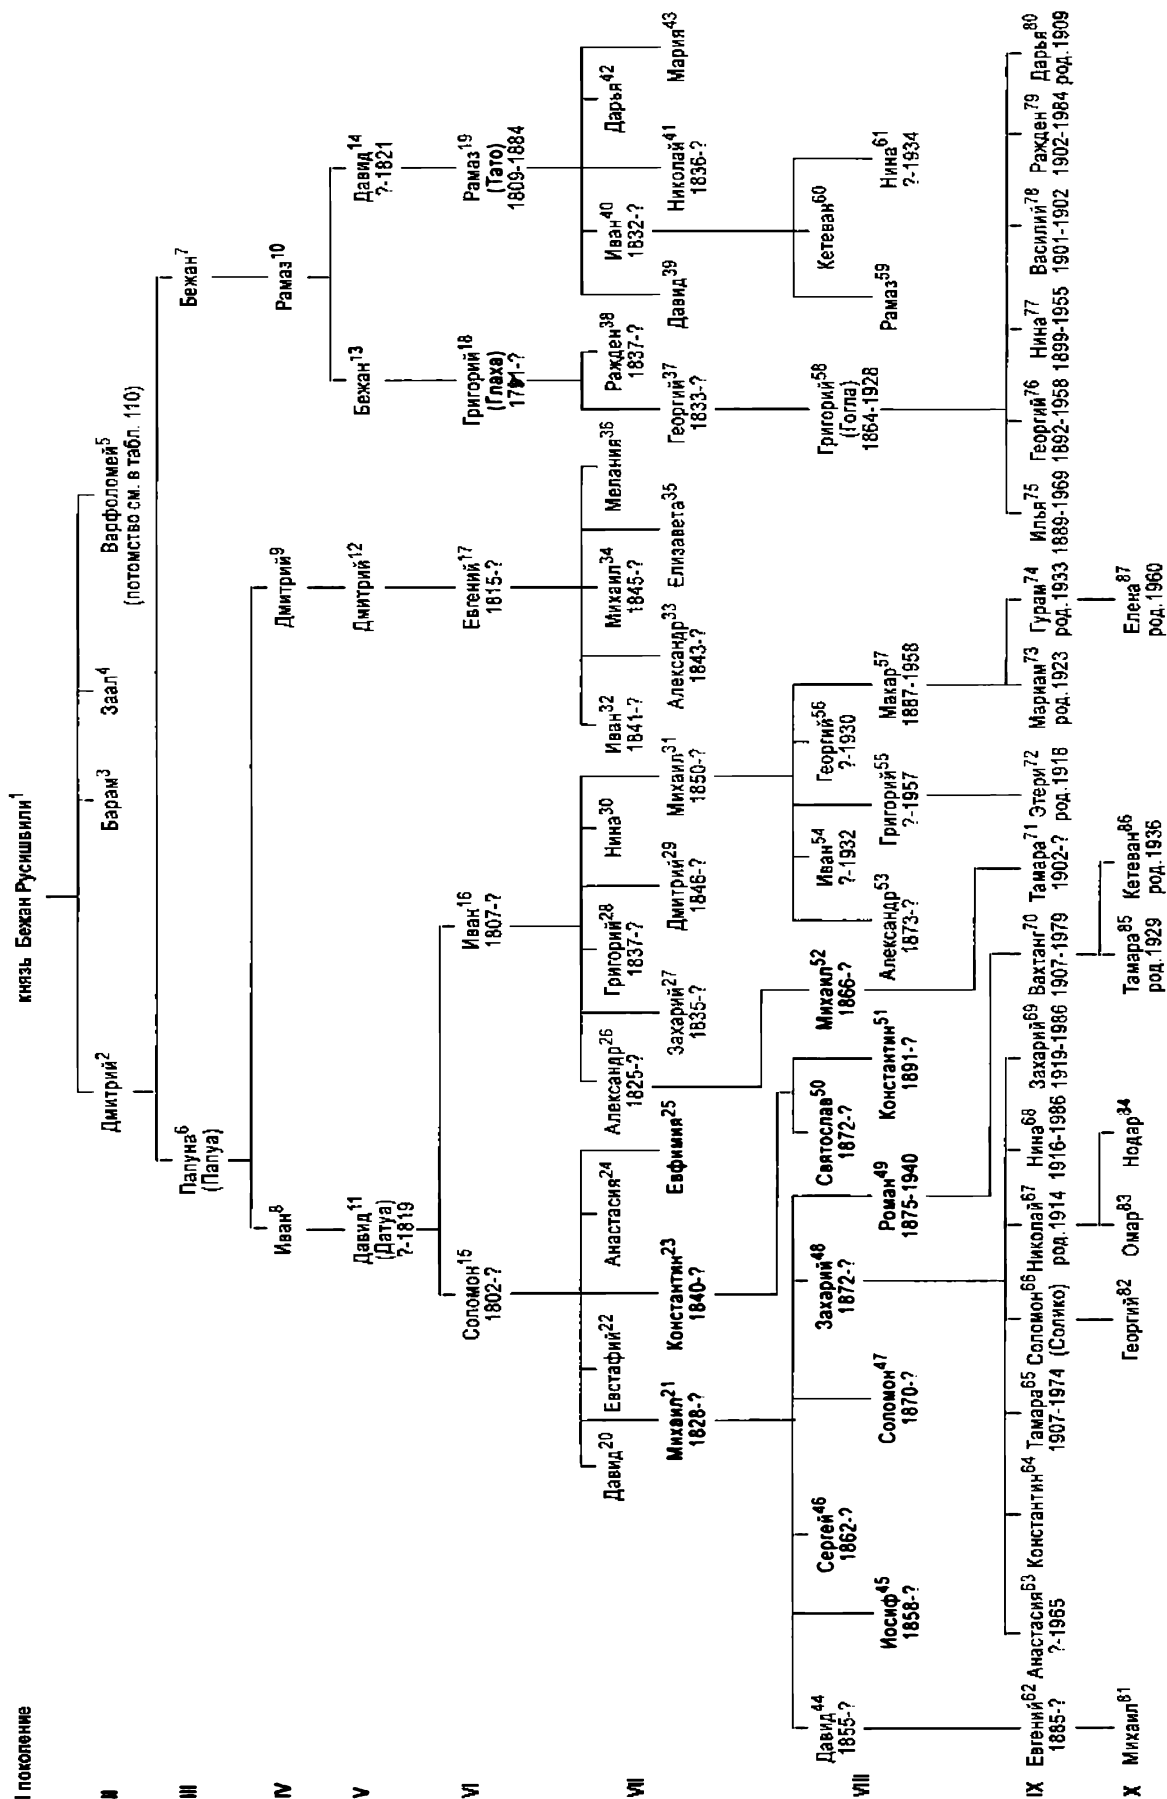 I поколение
князь Бежан Русишвили¹
II
Дмитрий²
Барам³
Заал⁴
Варфоломей⁵
(потомство см. в табл. 110)
III
Папуна⁶
(Папуа)
Бежан⁷
IV
Иван⁸
Дмитрий⁹
Рамаз¹⁰
V
Давид¹¹
(Датуа)
?-1819
Дмитрий¹²
Бежан¹³
Давид¹⁴
?-1821
VI
Соломон¹⁵
1802-?
Иван¹⁶
1807-?
Евгений¹⁷
1815-?
Григорий¹⁸
(Глаха)
Рамаз¹⁹
(Тато)
1809-1884
VII
Давид²⁰
Михаил²¹
1828-?
Евстафий²²
Константин²³
1840-?
Анастасия²⁴
Евфимия²⁵
Александр²⁶
1825-?
Захарий²⁷
1835-?
Григорий²⁸
1837-?
Дмитрий²⁹
1846-?
Нина³⁰
Михаил³¹
1850-?
Иван³²
1841-?
Александр³³
1843-?
Михаил³⁴
1845-?
Елизавета³⁵
Мелания³⁶
Георгий³⁷
1833-?
Ражден³⁸
1837-?
Давид³⁹
Иван⁴⁰
1832-?
Николай⁴¹
1836-?
Дарья⁴²
Мария⁴³
VIII
Давид⁴⁴
1855-?
Иосиф⁴⁵
1858-?
Сергей⁴⁶
1862-?
Соломон⁴⁷
1870-?
Захарий⁴⁸
1872-?
Роман⁴⁹
1875-1940
Святослав⁵⁰
1872-?
Константин⁵¹
1891-?
Михаил⁵²
1866-?
Александр⁵³
1873-?
Иван⁵⁴
?-1932
Григорий⁵⁵
?-1957
Георгий⁵⁶
?-1930
Макар⁵⁷
1887-1958
Григорий⁵⁸
(Гогла)
1864-1928
Рамаз⁵⁹
Кетеван⁶⁰
Нина⁶¹
?-1934
IX
Евгений⁶²
1885-?
Анастасия⁶³
?-1965
Константин⁶⁴
Тамара⁶⁵
1907-1974
Соломон⁶⁶
(Солико)
Николай⁶⁷
род.1914
Нина⁶⁸
1916-1986
Захарий⁶⁹
1919-1986
Вахтанг⁷⁰
1907-1979
Тамара⁷¹
1902-?
Этери⁷²
род.1918
Мариам⁷³
род.1923
Гурам⁷⁴
род.1933
Илья⁷⁵
1889-1969
Георгий⁷⁶
1892-1958
Нина⁷⁷
1899-1955
Василий⁷⁸
1901-1902
Ражден⁷⁹
1902-1984
Дарья⁸⁰
род.1909
X
Михаил⁸¹
Георгий⁸²
Омар⁸³
Нодар⁸⁴
Тамара⁸⁵
род.1929
Кетеван⁸⁶
род.1936
Елена⁸⁷
род.1960